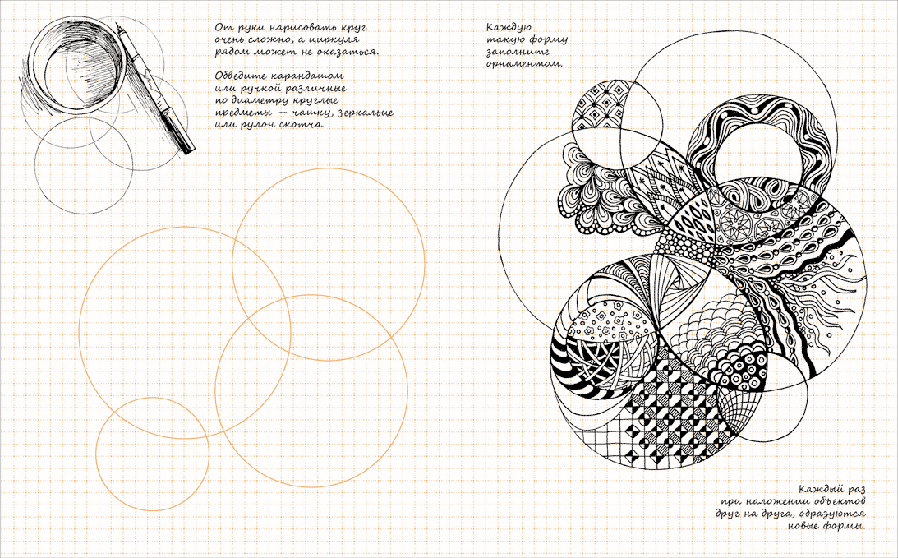 От руки нарисовать круг
очень сложно, а циркуля
рядом может не оказаться.
Обведите карандашом
или ручкой различные
по диаметру круглые
предметы — чашку, зеркальце
или рулон скотча.
Каждую
такую форму
заполните
орнаментом.
Каждый раз
при наложении объектов
друг на друга, образуются
новые формы.